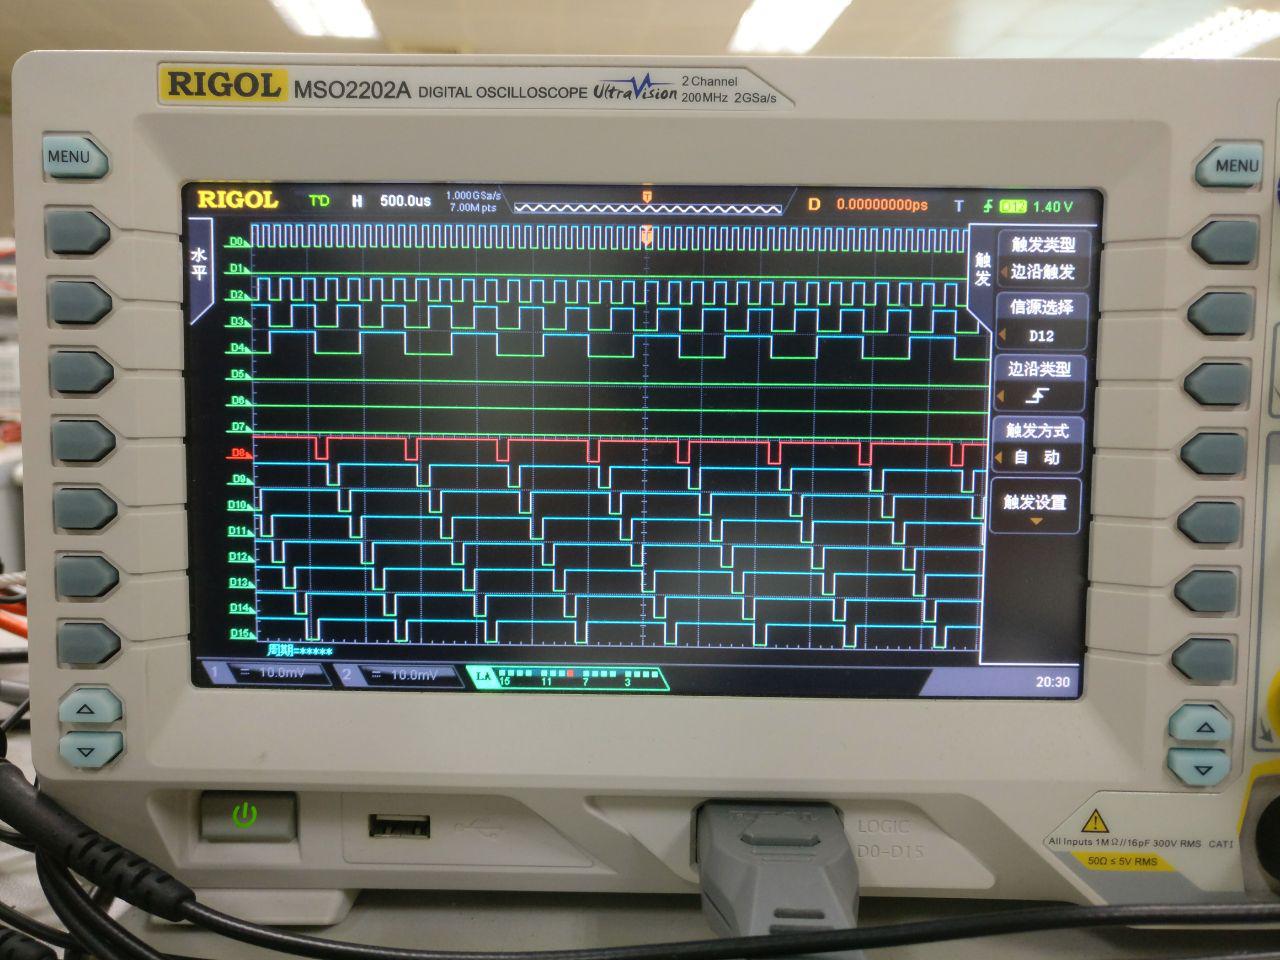 RIGOL MSO2202A DIGITAL OSCILLOSCOPE UltraVision 2 Channel
200MHz 2GSa/s
MENU
MENU
RIGOL T'D H 500.0us 1.000GSa/s
7.00M pts
T
D 0.00000000ps T D12 1.40 V
水平
D0
D1
D2
D3
D4
D5
D6
D7
D8
D9
D10
D11
D12
D13
D14
D15
触发
触发类型
边沿触发
信源选择
D12
边沿类型
触发方式
自 动
触发设置
周期=*****
1 10.0mV 2 10.0mV LA 15 11 7 3
20:30
LOGIC
D0-D15
All Inputs 1MΩ//16pF 300V RMS CAT I
50Ω ≤ 5V RMS